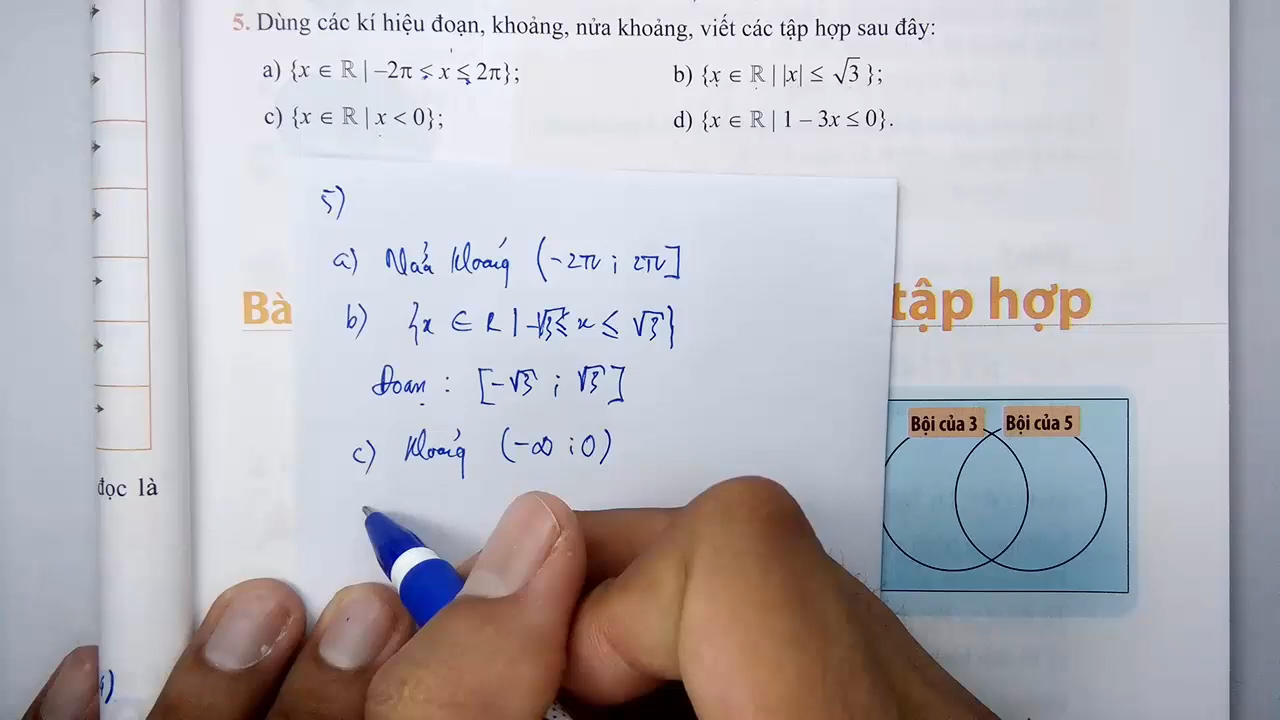 5. Dùng các kí hiệu đoạn, khoảng, nửa khoảng, viết các tập hợp sau đây:
a) {x ∈ ℝ | −2π < x ≤ 2π};
b) {x ∈ ℝ | |x| ≤ √3 };
c) {x ∈ ℝ | x < 0};
d) {x ∈ ℝ | 1 − 3x ≤ 0}.
5)
a) Nửa khoảng (-2π ; 2π]
b) {x ∈ R | -√3 ≤ x ≤ √3}
Đoạn : [-√3 ; √3]
c) Khoảng (-∞ ; 0)
Bà
tập hợp
Bội của 3
Bội của 5
đọc là